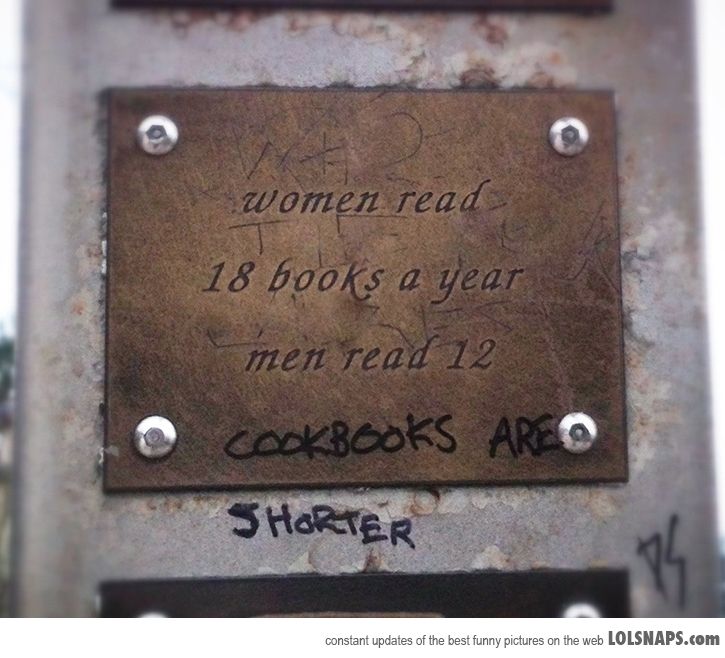 women read
18 books a year
men read 12
COOKBOOKS ARE
SHORTER
constant updates of the best funny pictures on the web LOLSNAPS.com